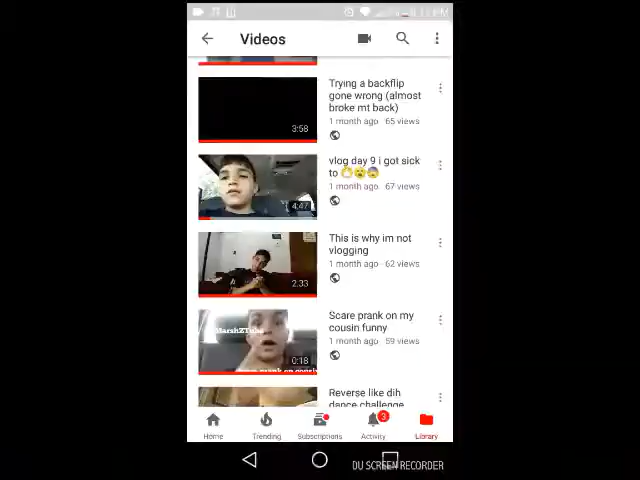 Videos
Trying a backflip
gone wrong (almost
broke mt back)
1 month ago 65 views
3:58
vlog day 9 i got sick
to 😷😲😨
1 month ago 67 views
4:47
This is why im not
vlogging
1 month ago 62 views
2:33
Scare prank on my
cousin funny
1 month ago 59 views
MarshZTube
0:18
Reverse like dih
dance challenge
3
Home Trending Subscriptions Activity Library
DU SCREEN RECORDER